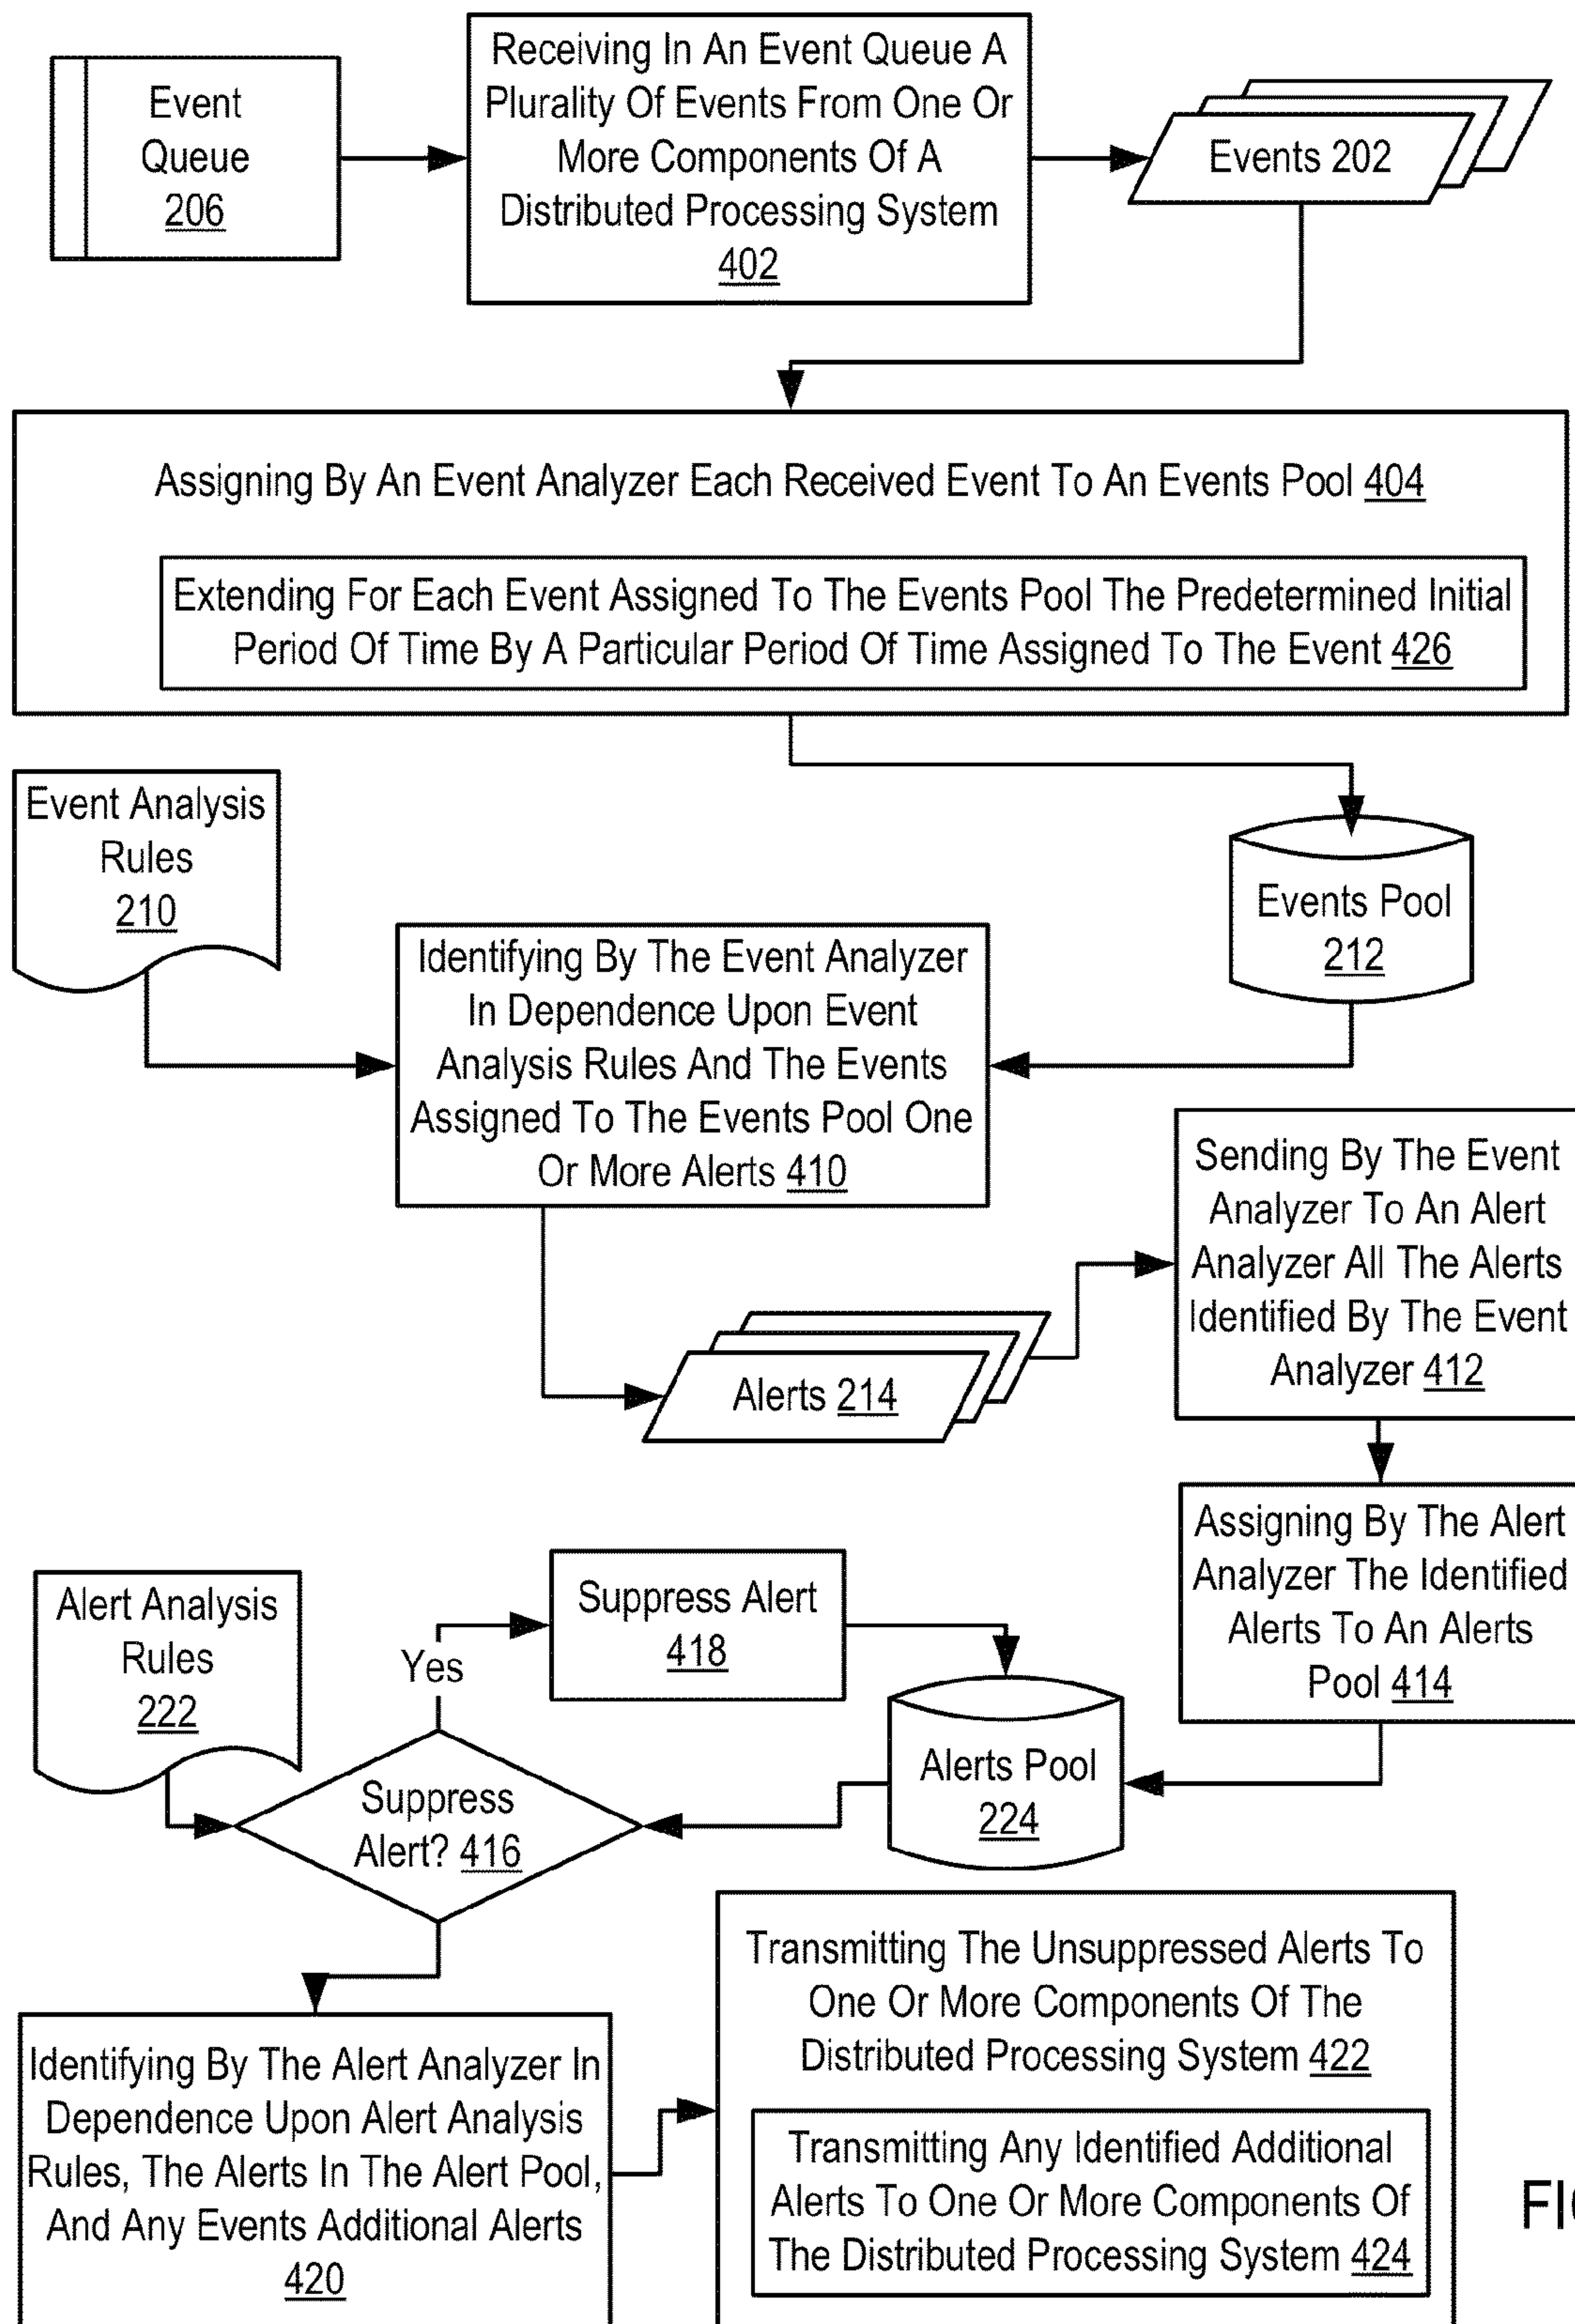 Event
Queue
206
Receiving In An Event Queue A
Plurality Of Events From One Or
More Components Of A
Distributed Processing System
402
Events 202
Assigning By An Event Analyzer Each Received Event To An Events Pool 404
Extending For Each Event Assigned To The Events Pool The Predetermined Initial
Period Of Time By A Particular Period Of Time Assigned To The Event 426
Event Analysis
Rules
210
Events Pool
212
Identifying By The Event Analyzer
In Dependence Upon Event
Analysis Rules And The Events
Assigned To The Events Pool One
Or More Alerts 410
Sending By The Event
Analyzer To An Alert
Analyzer All The Alerts
Identified By The Event
Analyzer 412
Alerts 214
Assigning By The Alert
Analyzer The Identified
Alerts To An Alerts
Pool 414
Alert Analysis
Rules
222
Yes
Suppress Alert
418
Alerts Pool
224
Suppress
Alert? 416
Transmitting The Unsuppressed Alerts To
One Or More Components Of The
Distributed Processing System 422
Identifying By The Alert Analyzer In
Dependence Upon Alert Analysis
Rules, The Alerts In The Alert Pool,
And Any Events Additional Alerts
420
Transmitting Any Identified Additional
Alerts To One Or More Components Of
The Distributed Processing System 424